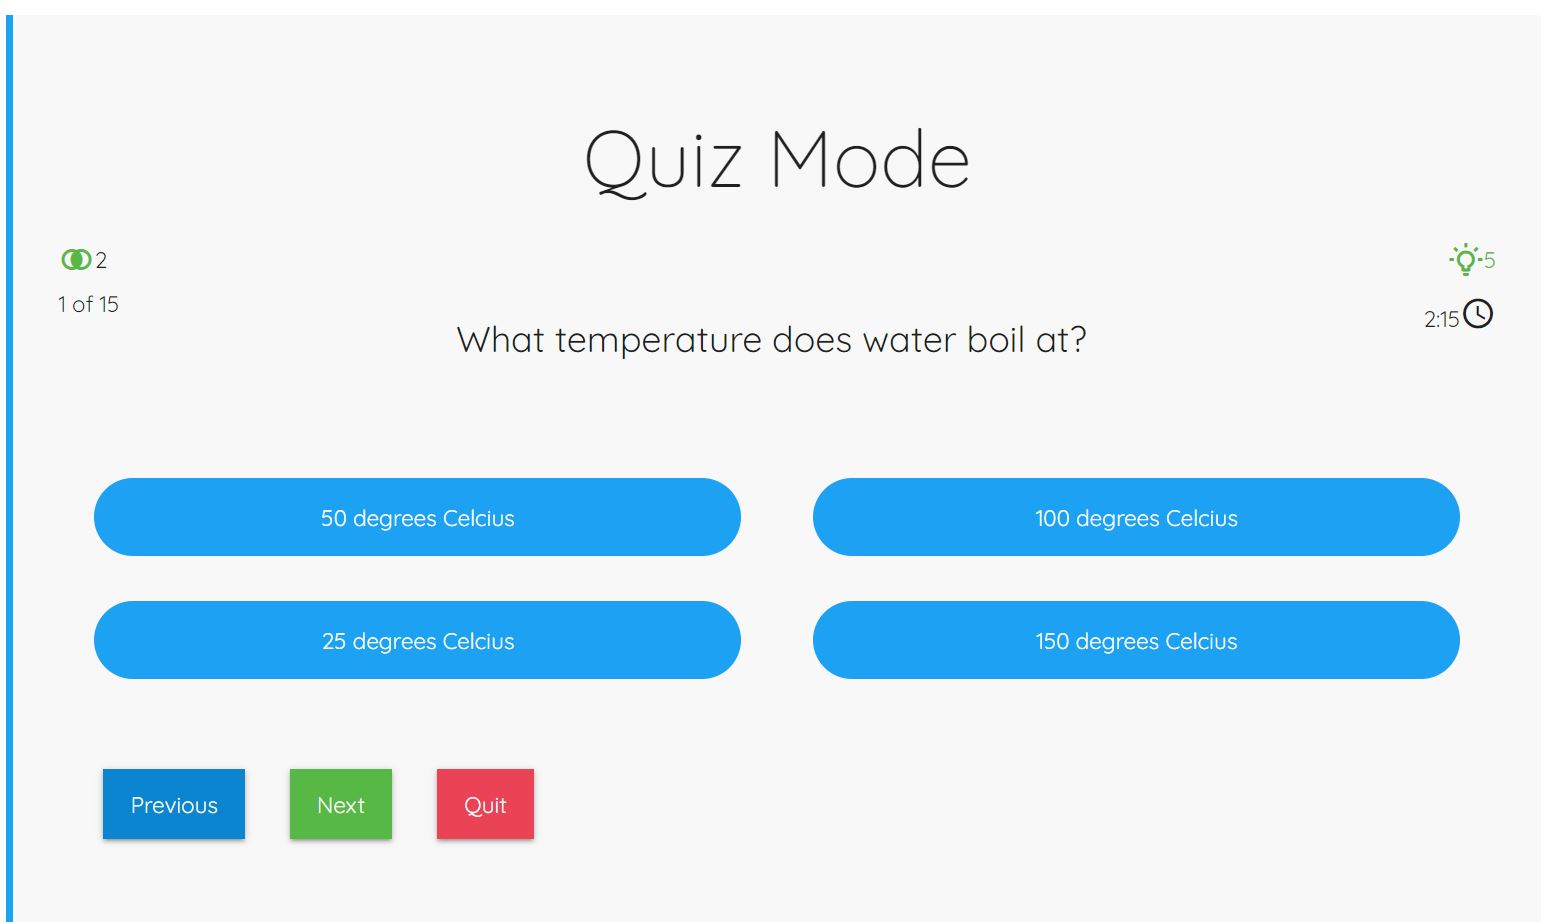 Quiz Mode
2
5
1 of 15
2:15
What temperature does water boil at?
50 degrees Celcius
100 degrees Celcius
25 degrees Celcius
150 degrees Celcius
Previous
Next
Quit